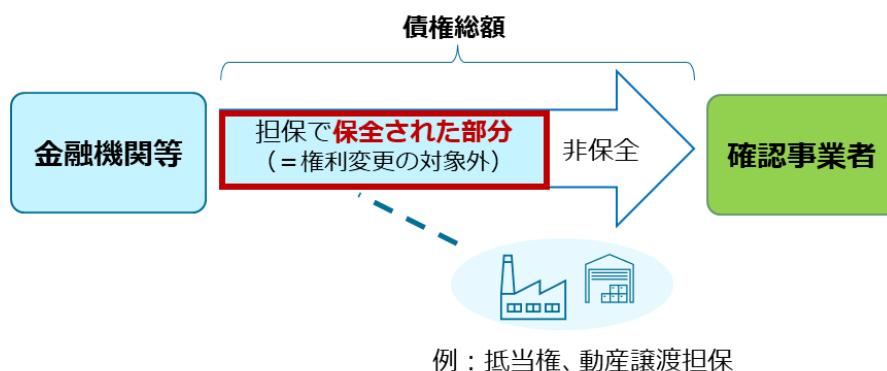 債権総額
金融機関等
担保で保全された部分
（＝権利変更の対象外）
非保全
確認事業者
例：抵当権、動産譲渡担保